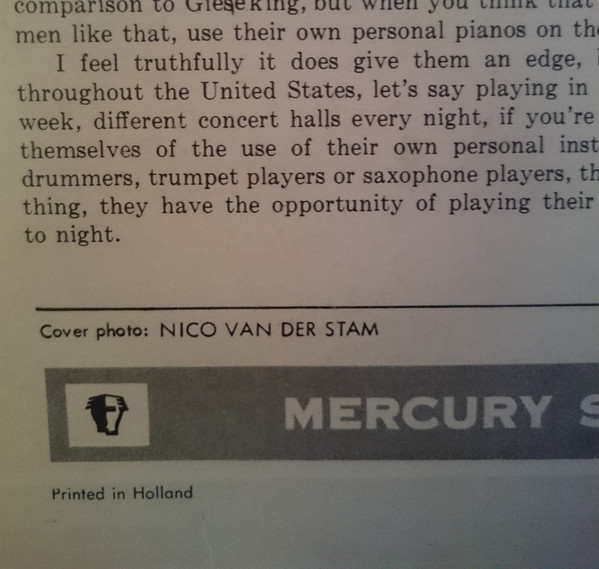 comparison to Gieseking, but when you think that
men like that, use their own personal pianos on the
I feel truthfully it does give them an edge,
throughout the United States, let's say playing in
week, different concert halls every night, if you're
themselves of the use of their own personal inst
drummers, trumpet players or saxophone players, th
thing, they have the opportunity of playing their
to night.
Cover photo: NICO VAN DER STAM
MERCURY S
Printed in Holland